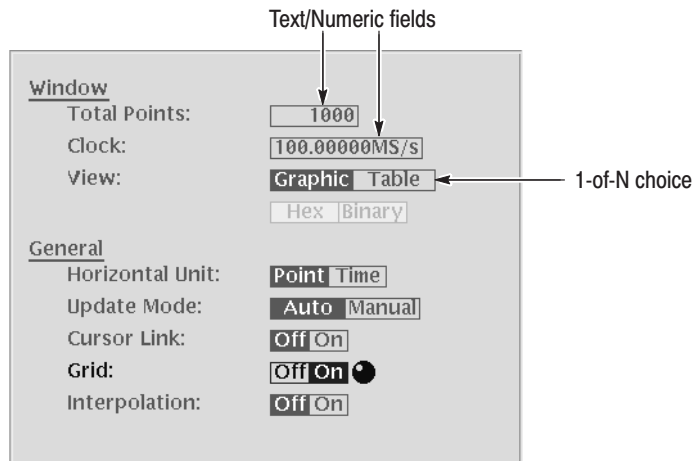 Text/Numeric fields
Window
Total Points: 1000
Clock: 100.00000MS/s
View: Graphic Table
1-of-N choice
Hex Binary
General
Horizontal Unit: Point Time
Update Mode: Auto Manual
Cursor Link: Off On
Grid: Off On
Interpolation: Off On